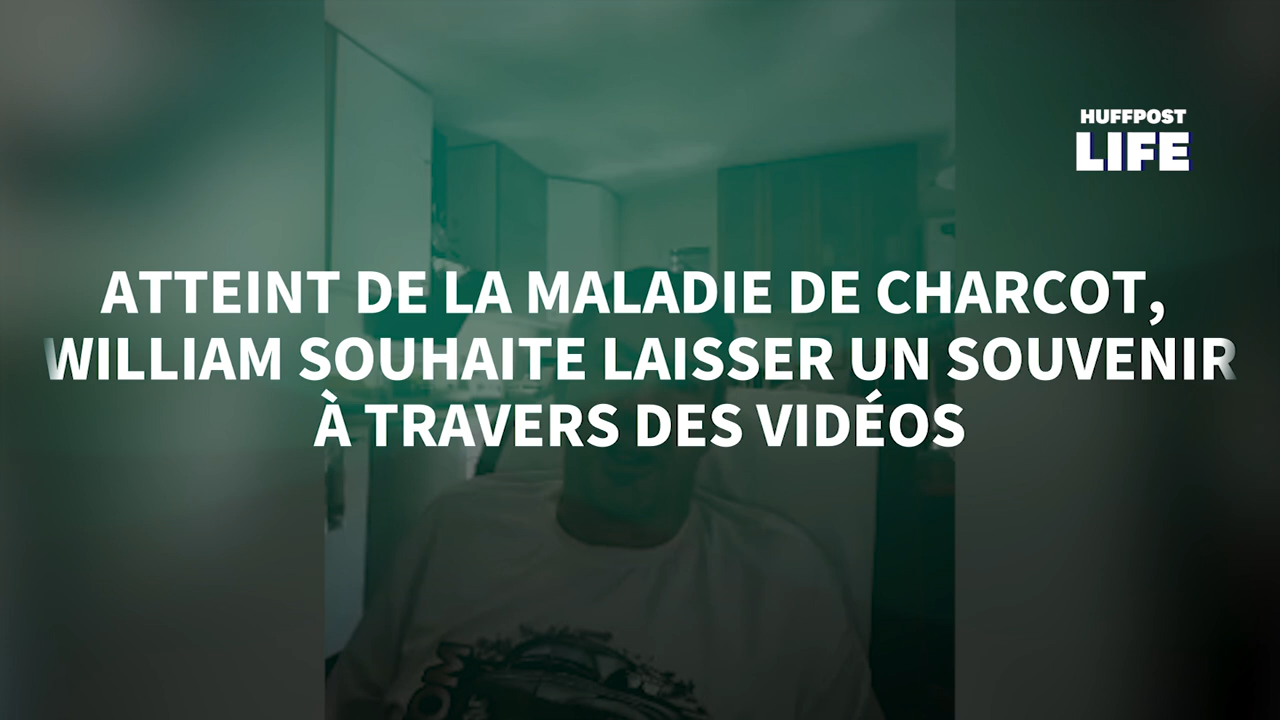 HUFFPOST
LIFE
ATTEINT DE LA MALADIE DE CHARCOT,
WILLIAM SOUHAITE LAISSER UN SOUVENIR
À TRAVERS DES VIDÉOS